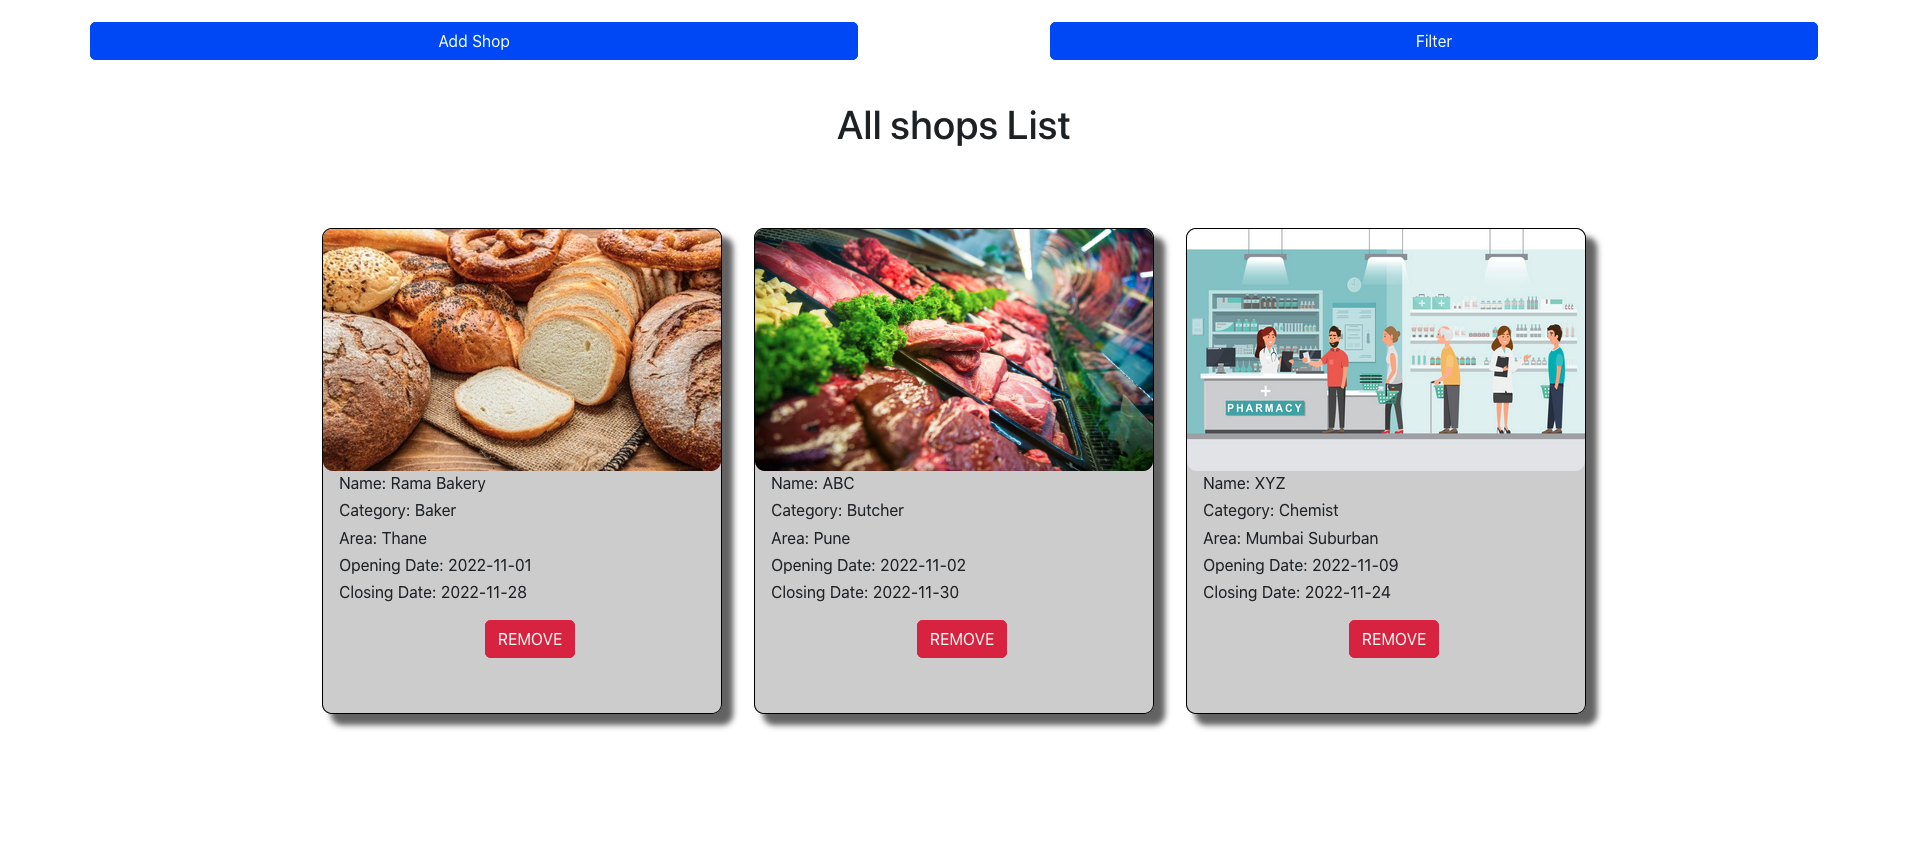 Add Shop
Filter
All shops List
PHARMACY
Name: Rama Bakery
Category: Baker
Area: Thane
Opening Date: 2022-11-01
Closing Date: 2022-11-28
REMOVE
Name: ABC
Category: Butcher
Area: Pune
Opening Date: 2022-11-02
Closing Date: 2022-11-30
REMOVE
Name: XYZ
Category: Chemist
Area: Mumbai Suburban
Opening Date: 2022-11-09
Closing Date: 2022-11-24
REMOVE